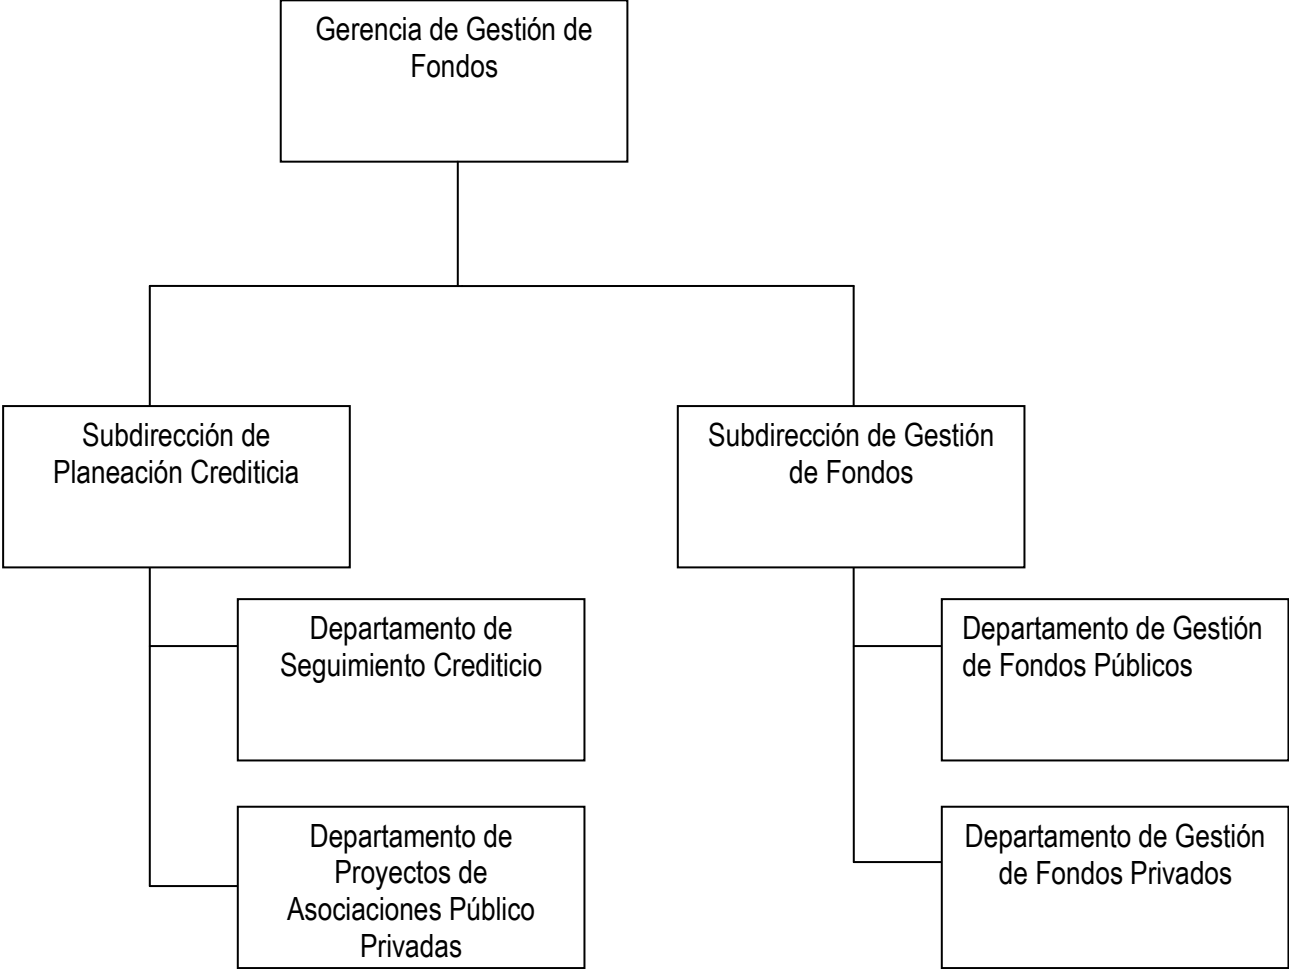 Gerencia de Gestión de
Fondos
Subdirección de
Planeación Crediticia
Subdirección de Gestión
de Fondos
Departamento de
Seguimiento Crediticio
Departamento de Gestión
de Fondos Públicos
Departamento de
Proyectos de
Asociaciones Público
Privadas
Departamento de Gestión
de Fondos Privados